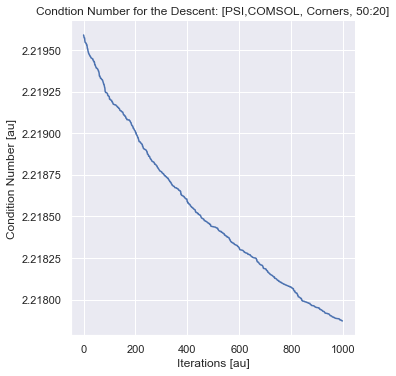 Condtion Number for the Descent: [PSI,COMSOL, Corners, 50:20]
2.21950
2.21925
2.21900
2.21875
2.21850
2.21825
2.21800
Condition Number [au]
0 200 400 600 800 1000
Iterations [au]